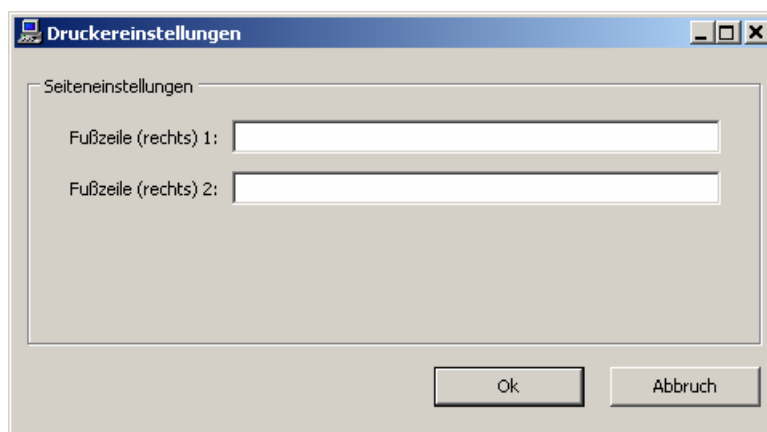 Druckereinstellungen
Seiteneinstellungen
Fußzeile (rechts) 1:
Fußzeile (rechts) 2:
Ok Abbruch